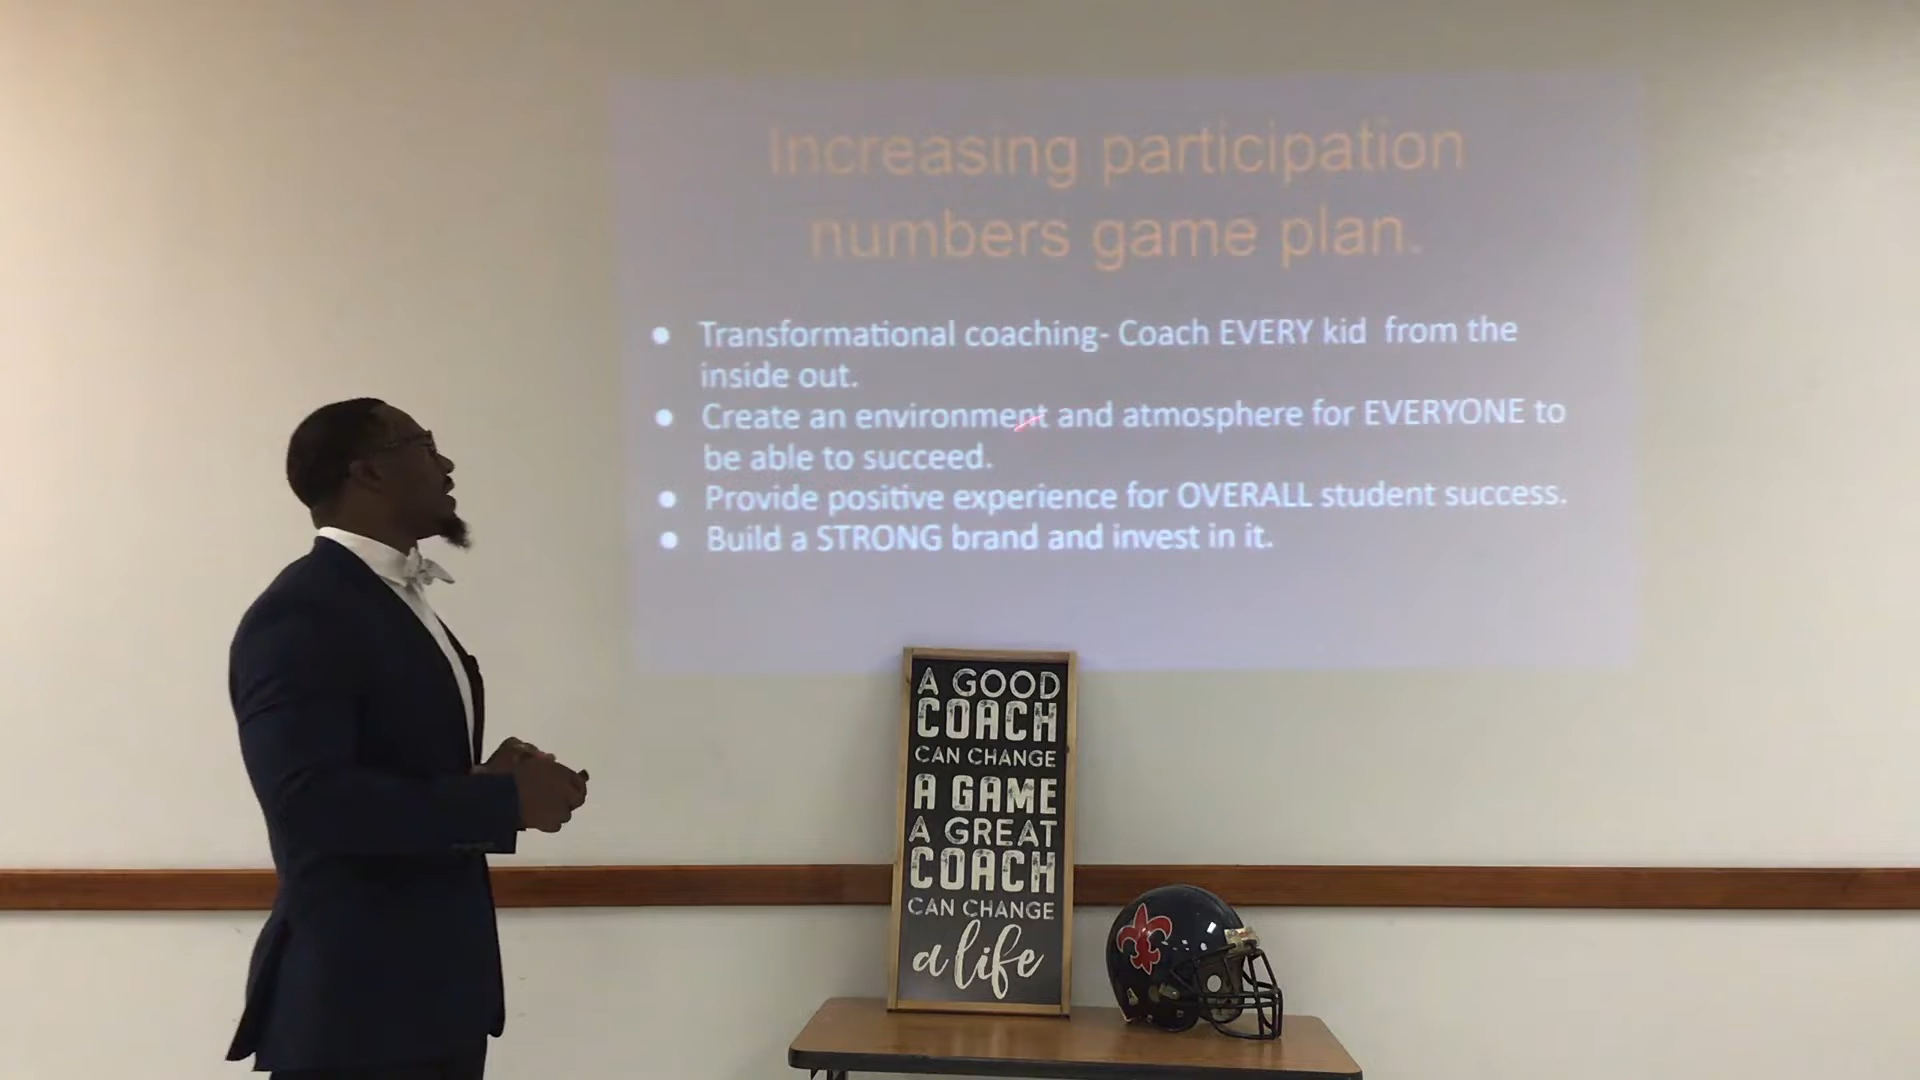 Increasing participation
numbers game plan.
● Transformational coaching- Coach EVERY kid from the
inside out.
● Create an environment and atmosphere for EVERYONE to
be able to succeed.
● Provide positive experience for OVERALL student success.
● Build a STRONG brand and invest in it.
A GOOD
COACH
CAN CHANGE
A GAME
A GREAT
COACH
CAN CHANGE
a life